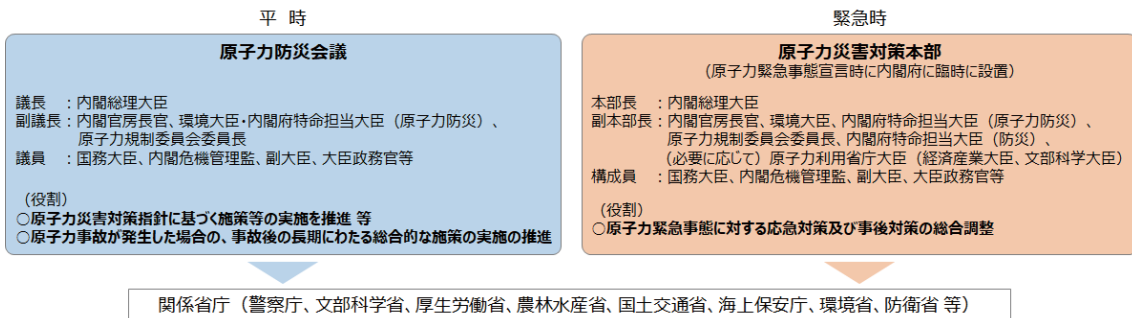 平 時
原子力防災会議
議長 ：内閣総理大臣
副議長：内閣官房長官、環境大臣・内閣府特命担当大臣（原子力防災）、
原子力規制委員会委員長
議員 ：国務大臣、内閣危機管理監、副大臣、大臣政務官等
（役割）
○原子力災害対策指針に基づく施策等の実施を推進 等
○原子力事故が発生した場合の、事故後の長期にわたる総合的な施策の実施の推進
緊急時
原子力災害対策本部
（原子力緊急事態宣言時に内閣府に臨時に設置）
本部長 ：内閣総理大臣
副本部長：内閣官房長官、環境大臣、内閣府特命担当大臣（原子力防災）、
原子力規制委員会委員長、内閣府特命担当大臣（防災）、
（必要に応じて）原子力利用省庁大臣（経済産業大臣、文部科学大臣）
構成員 ：国務大臣、内閣危機管理監、副大臣、大臣政務官等
（役割）
○原子力緊急事態に対する応急対策及び事後対策の総合調整
関係省庁（警察庁、文部科学省、厚生労働省、農林水産省、国土交通省、海上保安庁、環境省、防衛省 等）